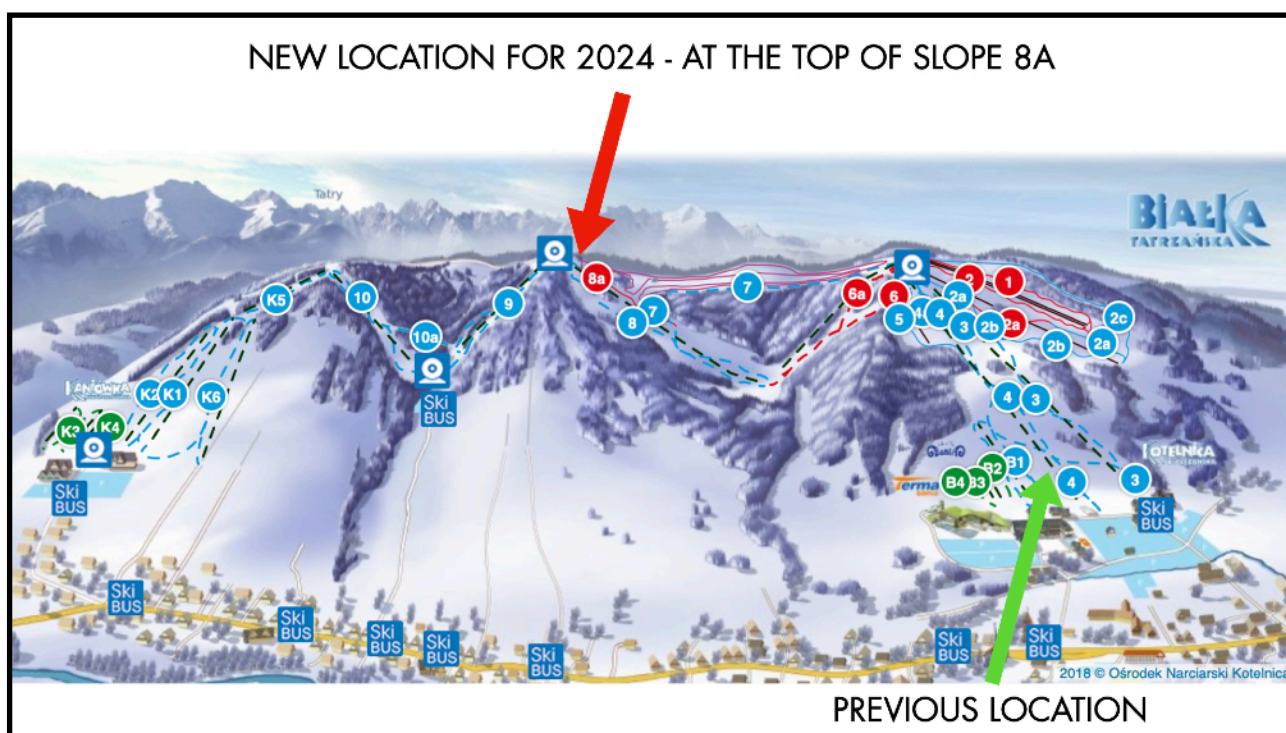 NEW LOCATION FOR 2024 - AT THE TOP OF SLOPE 8A
Tatry
BIAŁKA
TATRZAŃSKA
8a
7
7
8
9
10
10a
K5
K2
K1
K6
K3
K4
Ski
BUS
6a
6
5
4
4
3
2a
2b
2
1
2a
2b
2a
2c
4
3
B1
B2
B3
B4
4
3
Terma
OTELNICA
Ski
BUS
Ski
BUS
Ski
BUS
Ski
BUS
Ski
BUS
Ski
BUS
Ski
BUS
Ski
BUS
Ski
BUS
2018 © Ośrodek Narciarski Kotelnica
PREVIOUS LOCATION